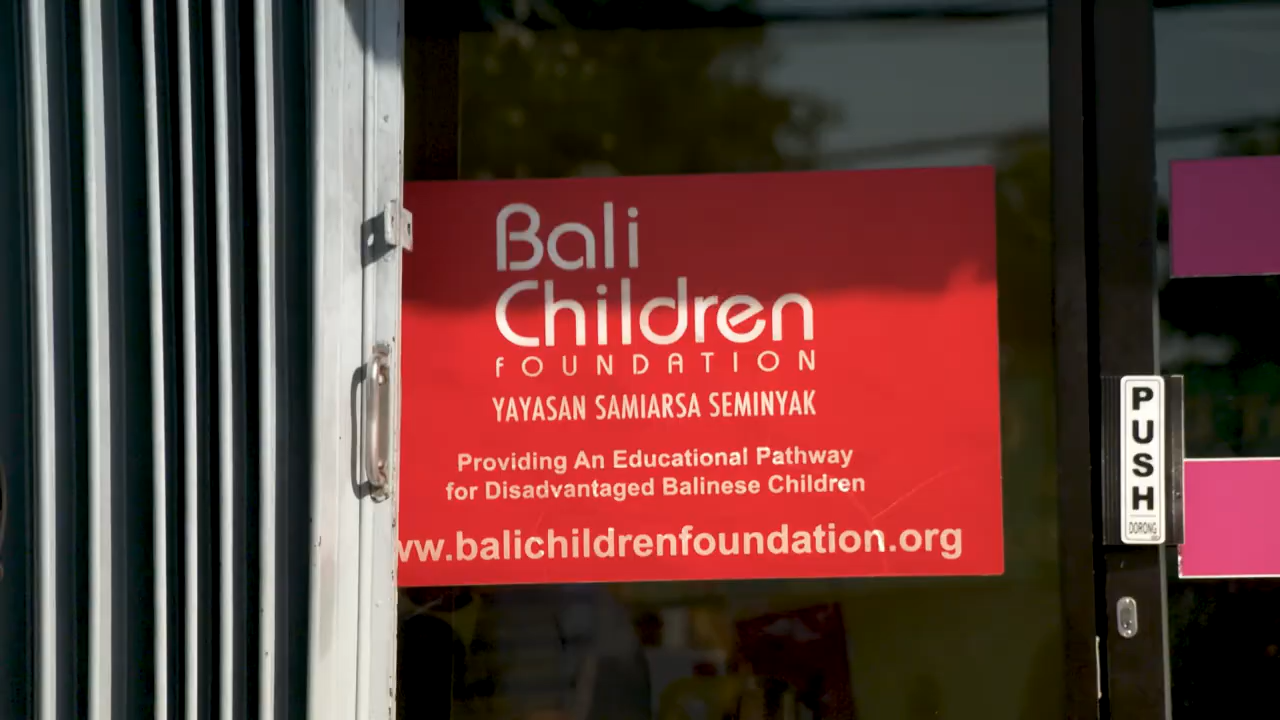 Bali
Children
FOUNDATION
YAYASAN SAMIARSA SEMINYAK
Providing An Educational Pathway
for Disadvantaged Balinese Children
ww.balichildrenfoundation.org
PUSH
DORONG